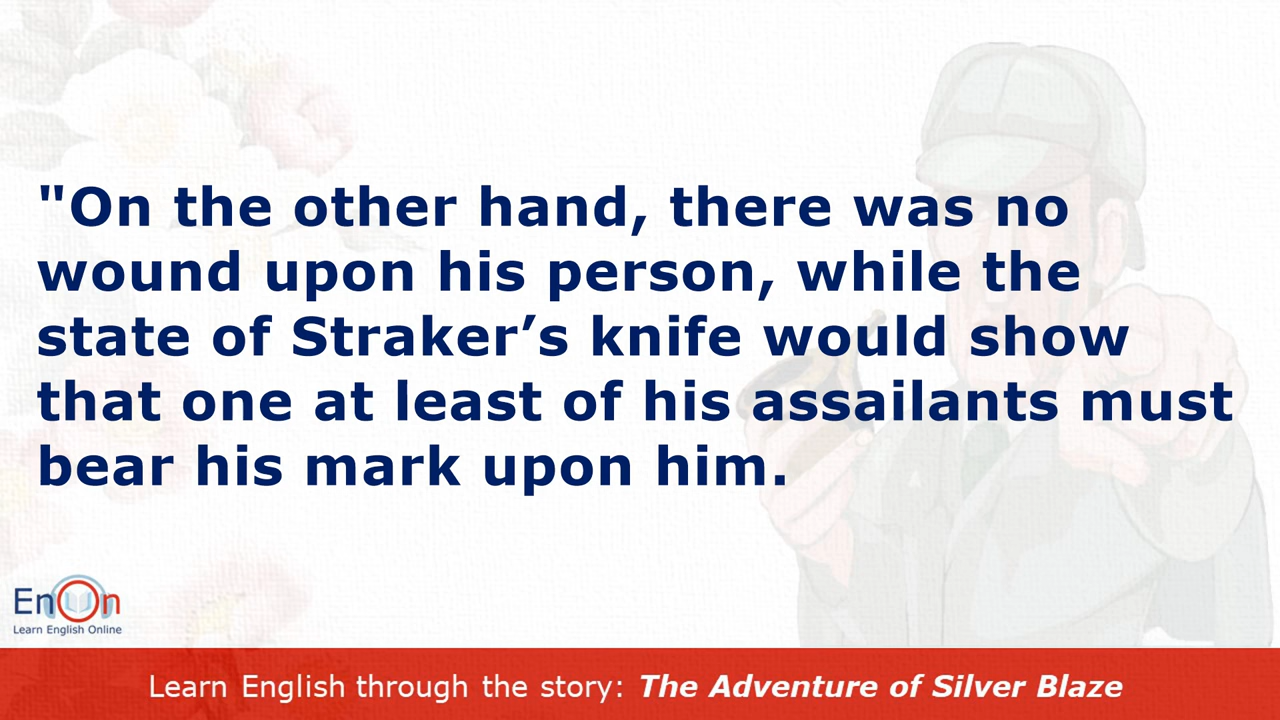 "On the other hand, there was no
wound upon his person, while the
state of Straker’s knife would show
that one at least of his assailants must
bear his mark upon him.
EnOn
Learn English Online
Learn English through the story: The Adventure of Silver Blaze